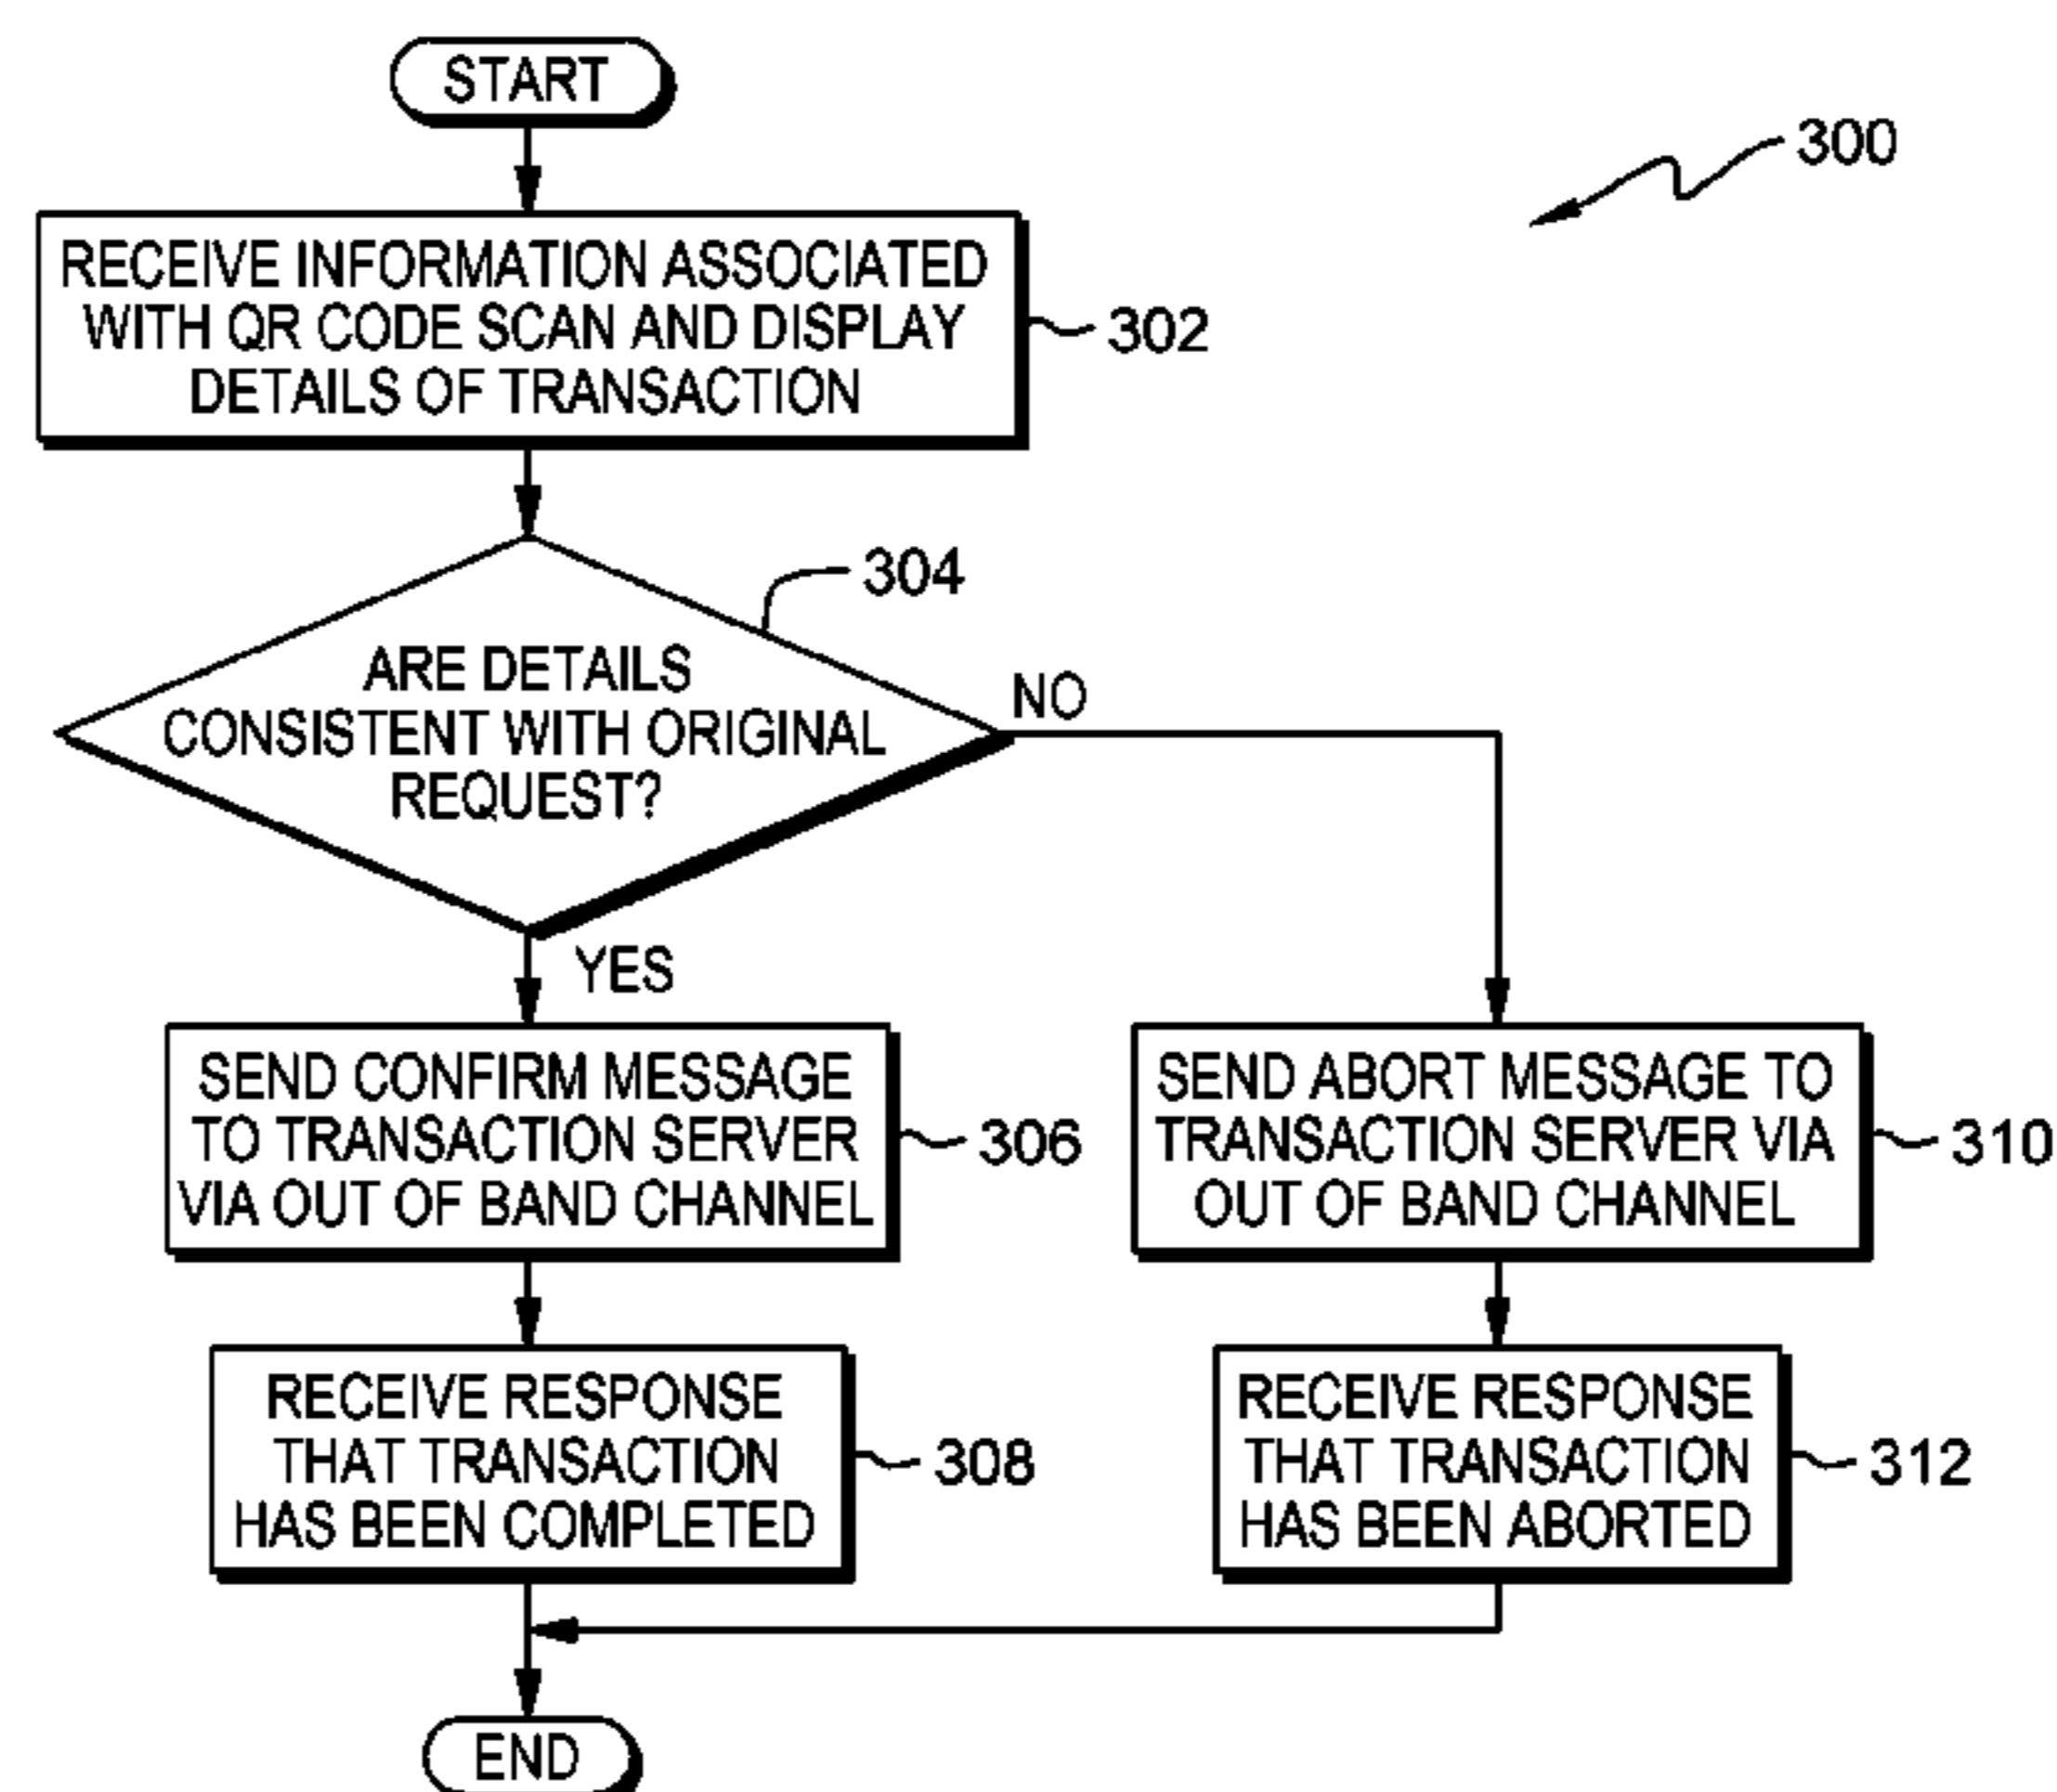 START
300
RECEIVE INFORMATION ASSOCIATED
WITH QR CODE SCAN AND DISPLAY
DETAILS OF TRANSACTION
302
304
ARE DETAILS
CONSISTENT WITH ORIGINAL
REQUEST?
NO
YES
SEND CONFIRM MESSAGE
TO TRANSACTION SERVER
VIA OUT OF BAND CHANNEL
306
SEND ABORT MESSAGE TO
TRANSACTION SERVER VIA
OUT OF BAND CHANNEL
310
RECEIVE RESPONSE
THAT TRANSACTION
HAS BEEN COMPLETED
308
RECEIVE RESPONSE
THAT TRANSACTION
HAS BEEN ABORTED
312
END